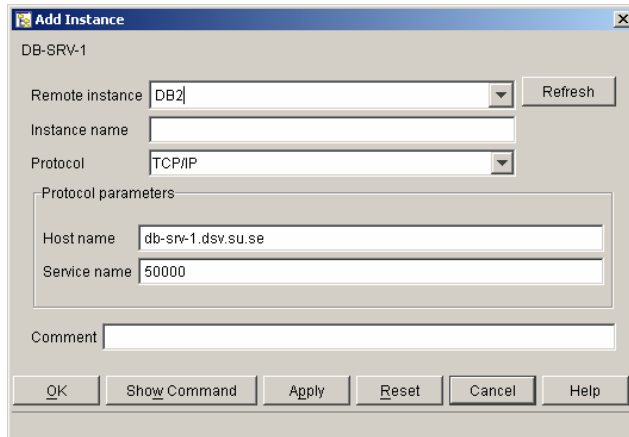 Add Instance
DB-SRV-1
Remote instance DB2 Refresh
Instance name
Protocol TCP/IP
Protocol parameters
Host name db-srv-1.dsv.su.se
Service name 50000
Comment
OK Show Command Apply Reset Cancel Help